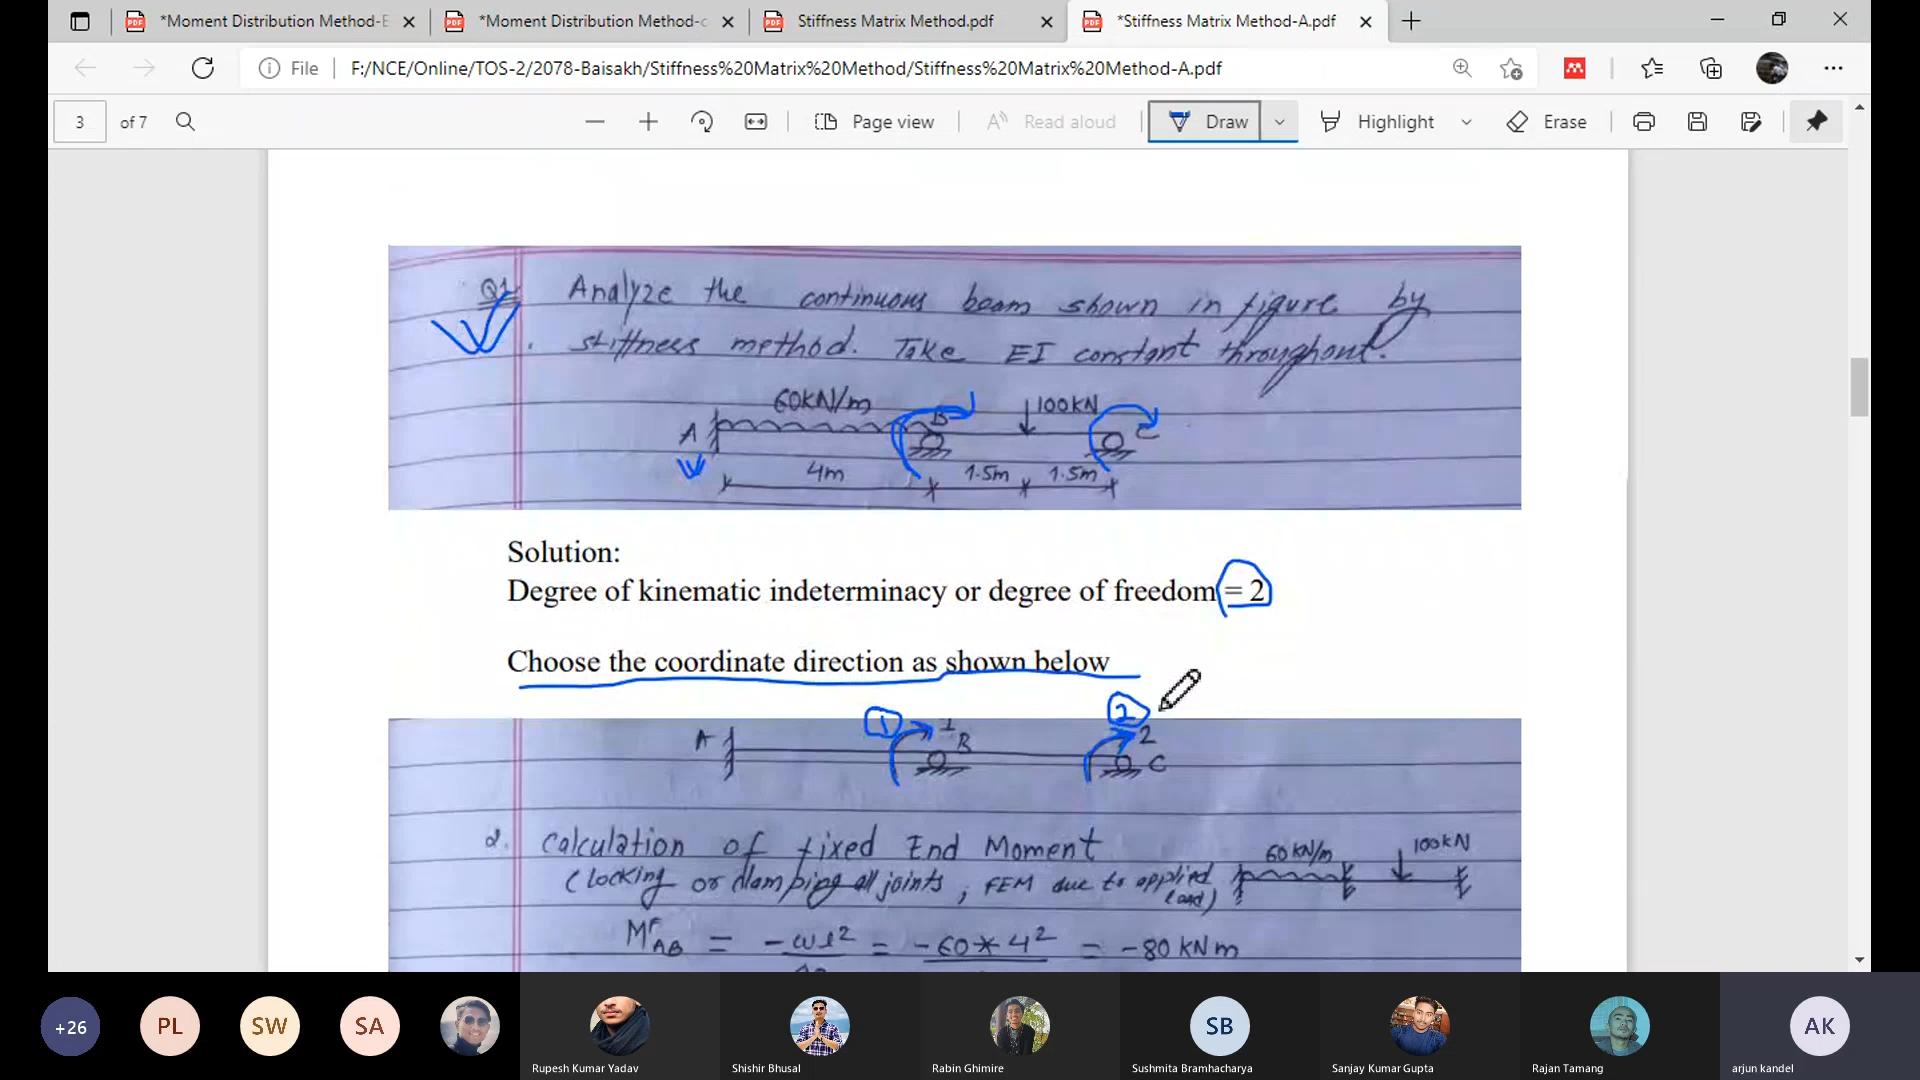 *Moment Distribution Method-E
*Moment Distribution Method-c
Stiffness Matrix Method.pdf
*Stiffness Matrix Method-A.pdf
File
F:/NCE/Online/TOS-2/2078-Baisakh/Stiffness%20Matrix%20Method/Stiffness%20Matrix%20Method-A.pdf
3 of 7
Page view
Read aloud
Draw
Highlight
Erase
Q1 Analyze the continuous beam shown in figure by
stiffness method. Take EI constant throughout.
60KN/m
100KN
A B C
4m 1.5m 1.5m
Solution:
Degree of kinematic indeterminacy or degree of freedom = 2
Choose the coordinate direction as shown below
1 2
A 1 B 2 C
2. Calculation of fixed End Moment
(locking or clamping all joints, FEM due to applied load)
60 KN/m 100KN
MᶠAB = -ωl² = -60*4² = -80 KN m
+26
PL
SW
SA
SB
AK
Rupesh Kumar Yadav
Shishir Bhusal
Rabin Ghimire
Sushmita Bramhacharya
Sanjay Kumar Gupta
Rajan Tamang
arjun kandel